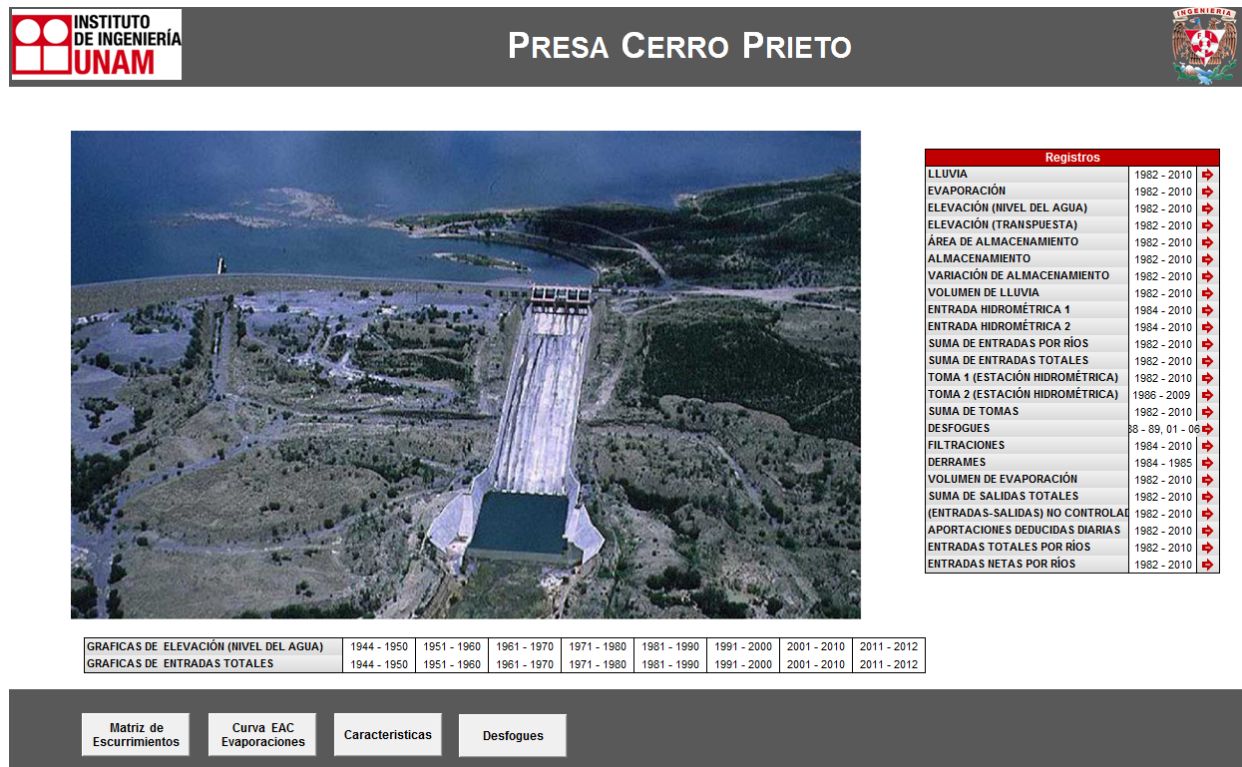 INSTITUTO
DE INGENIERÍA
UNAM
PRESA CERRO PRIETO
INGENIERIA
Registros
LLUVIA 1982 - 2010
EVAPORACIÓN 1982 - 2010
ELEVACIÓN (NIVEL DEL AGUA) 1982 - 2010
ELEVACIÓN (TRANSPUESTA) 1982 - 2010
ÁREA DE ALMACENAMIENTO 1982 - 2010
ALMACENAMIENTO 1982 - 2010
VARIACIÓN DE ALMACENAMIENTO 1982 - 2010
VOLUMEN DE LLUVIA 1982 - 2010
ENTRADA HIDROMÉTRICA 1 1984 - 2010
ENTRADA HIDROMÉTRICA 2 1984 - 2010
SUMA DE ENTRADAS POR RÍOS 1982 - 2010
SUMA DE ENTRADAS TOTALES 1982 - 2010
TOMA 1 (ESTACIÓN HIDROMÉTRICA) 1982 - 2010
TOMA 2 (ESTACIÓN HIDROMÉTRICA) 1986 - 2009
SUMA DE TOMAS 1982 - 2010
DESFOGUES 38 - 89, 01 - 06
FILTRACIONES 1984 - 2010
DERRAMES 1984 - 1985
VOLUMEN DE EVAPORACIÓN 1982 - 2010
SUMA DE SALIDAS TOTALES 1982 - 2010
(ENTRADAS-SALIDAS) NO CONTROLAD 1982 - 2010
APORTACIONES DEDUCIDAS DIARIAS 1982 - 2010
ENTRADAS TOTALES POR RÍOS 1982 - 2010
ENTRADAS NETAS POR RÍOS 1982 - 2010
GRAFICAS DE ELEVACIÓN (NIVEL DEL AGUA) 1944 - 1950 1951 - 1960 1961 - 1970 1971 - 1980 1981 - 1990 1991 - 2000 2001 - 2010 2011 - 2012
GRAFICAS DE ENTRADAS TOTALES 1944 - 1950 1951 - 1960 1961 - 1970 1971 - 1980 1981 - 1990 1991 - 2000 2001 - 2010 2011 - 2012
Matriz de
Escurrimientos
Curva EAC
Evaporaciones
Caracteristicas
Desfogues